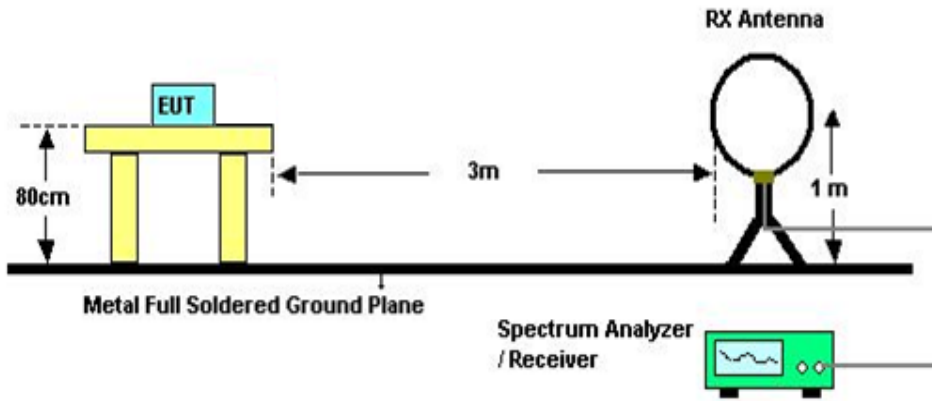 RX Antenna
EUT
3m
80cm
1 m
Metal Full Soldered Ground Plane
Spectrum Analyzer
/ Receiver